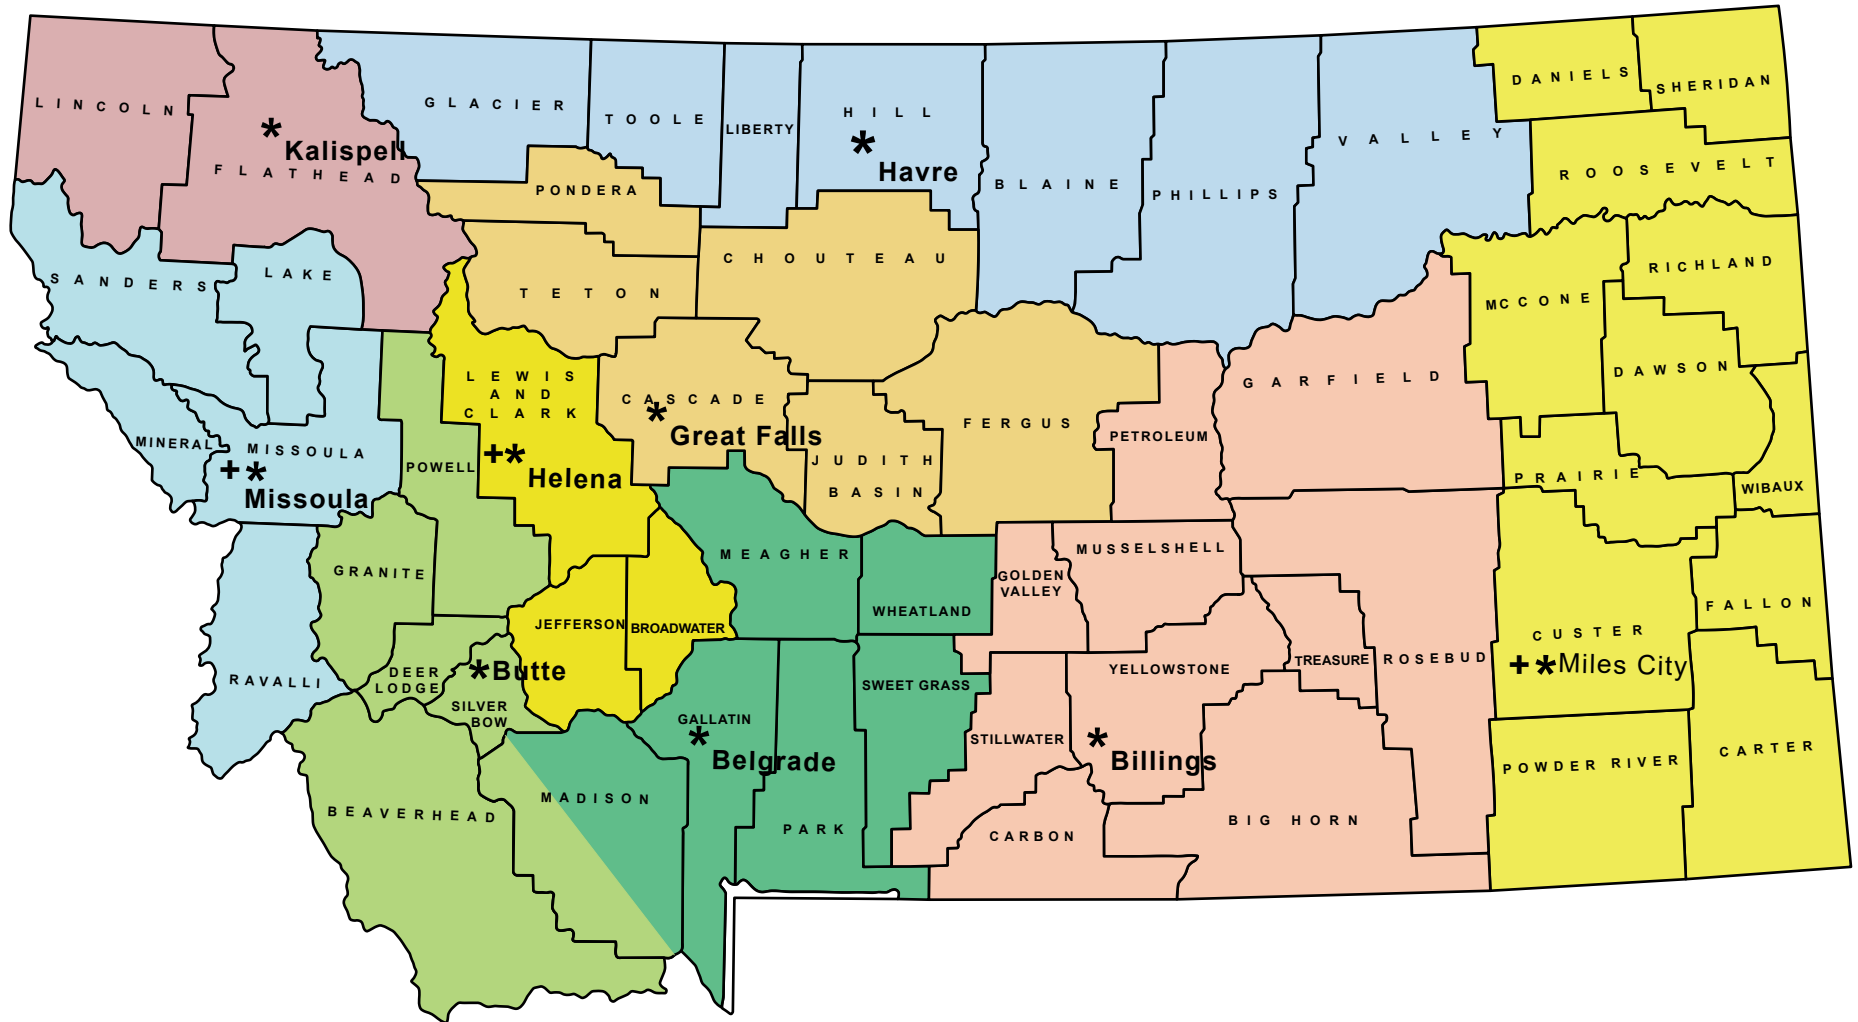 DANIELS
SHERIDAN
LINCOLN
GLACIER
TOOLE
LIBERTY
HILL
*
Havre
VALLEY
*
Kalispell
FLATHEAD
PONDERA
BLAINE
PHILLIPS
ROOSEVELT
SANDERS
LAKE
TETON
CHOUTEAU
MCCONE
RICHLAND
LEWIS
AND
CLARK
CASCADE
*
Great Falls
FERGUS
GARFIELD
DAWSON
MINERAL
MISSOULA
+*
Missoula
POWELL
+*
Helena
JUDITH
BASIN
PETROLEUM
PRAIRIE
WIBAUX
GRANITE
MEAGHER
WHEATLAND
GOLDEN
VALLEY
MUSSELSHELL
JEFFERSON
BROADWATER
FALLON
CUSTER
+*Miles City
RAVALLI
DEER
LODGE
*Butte
SILVER
BOW
GALLATIN
*
Belgrade
SWEET GRASS
YELLOWSTONE
TREASURE
ROSEBUD
STILLWATER
*
Billings
POWDER RIVER
CARTER
BEAVERHEAD
MADISON
PARK
CARBON
BIG HORN